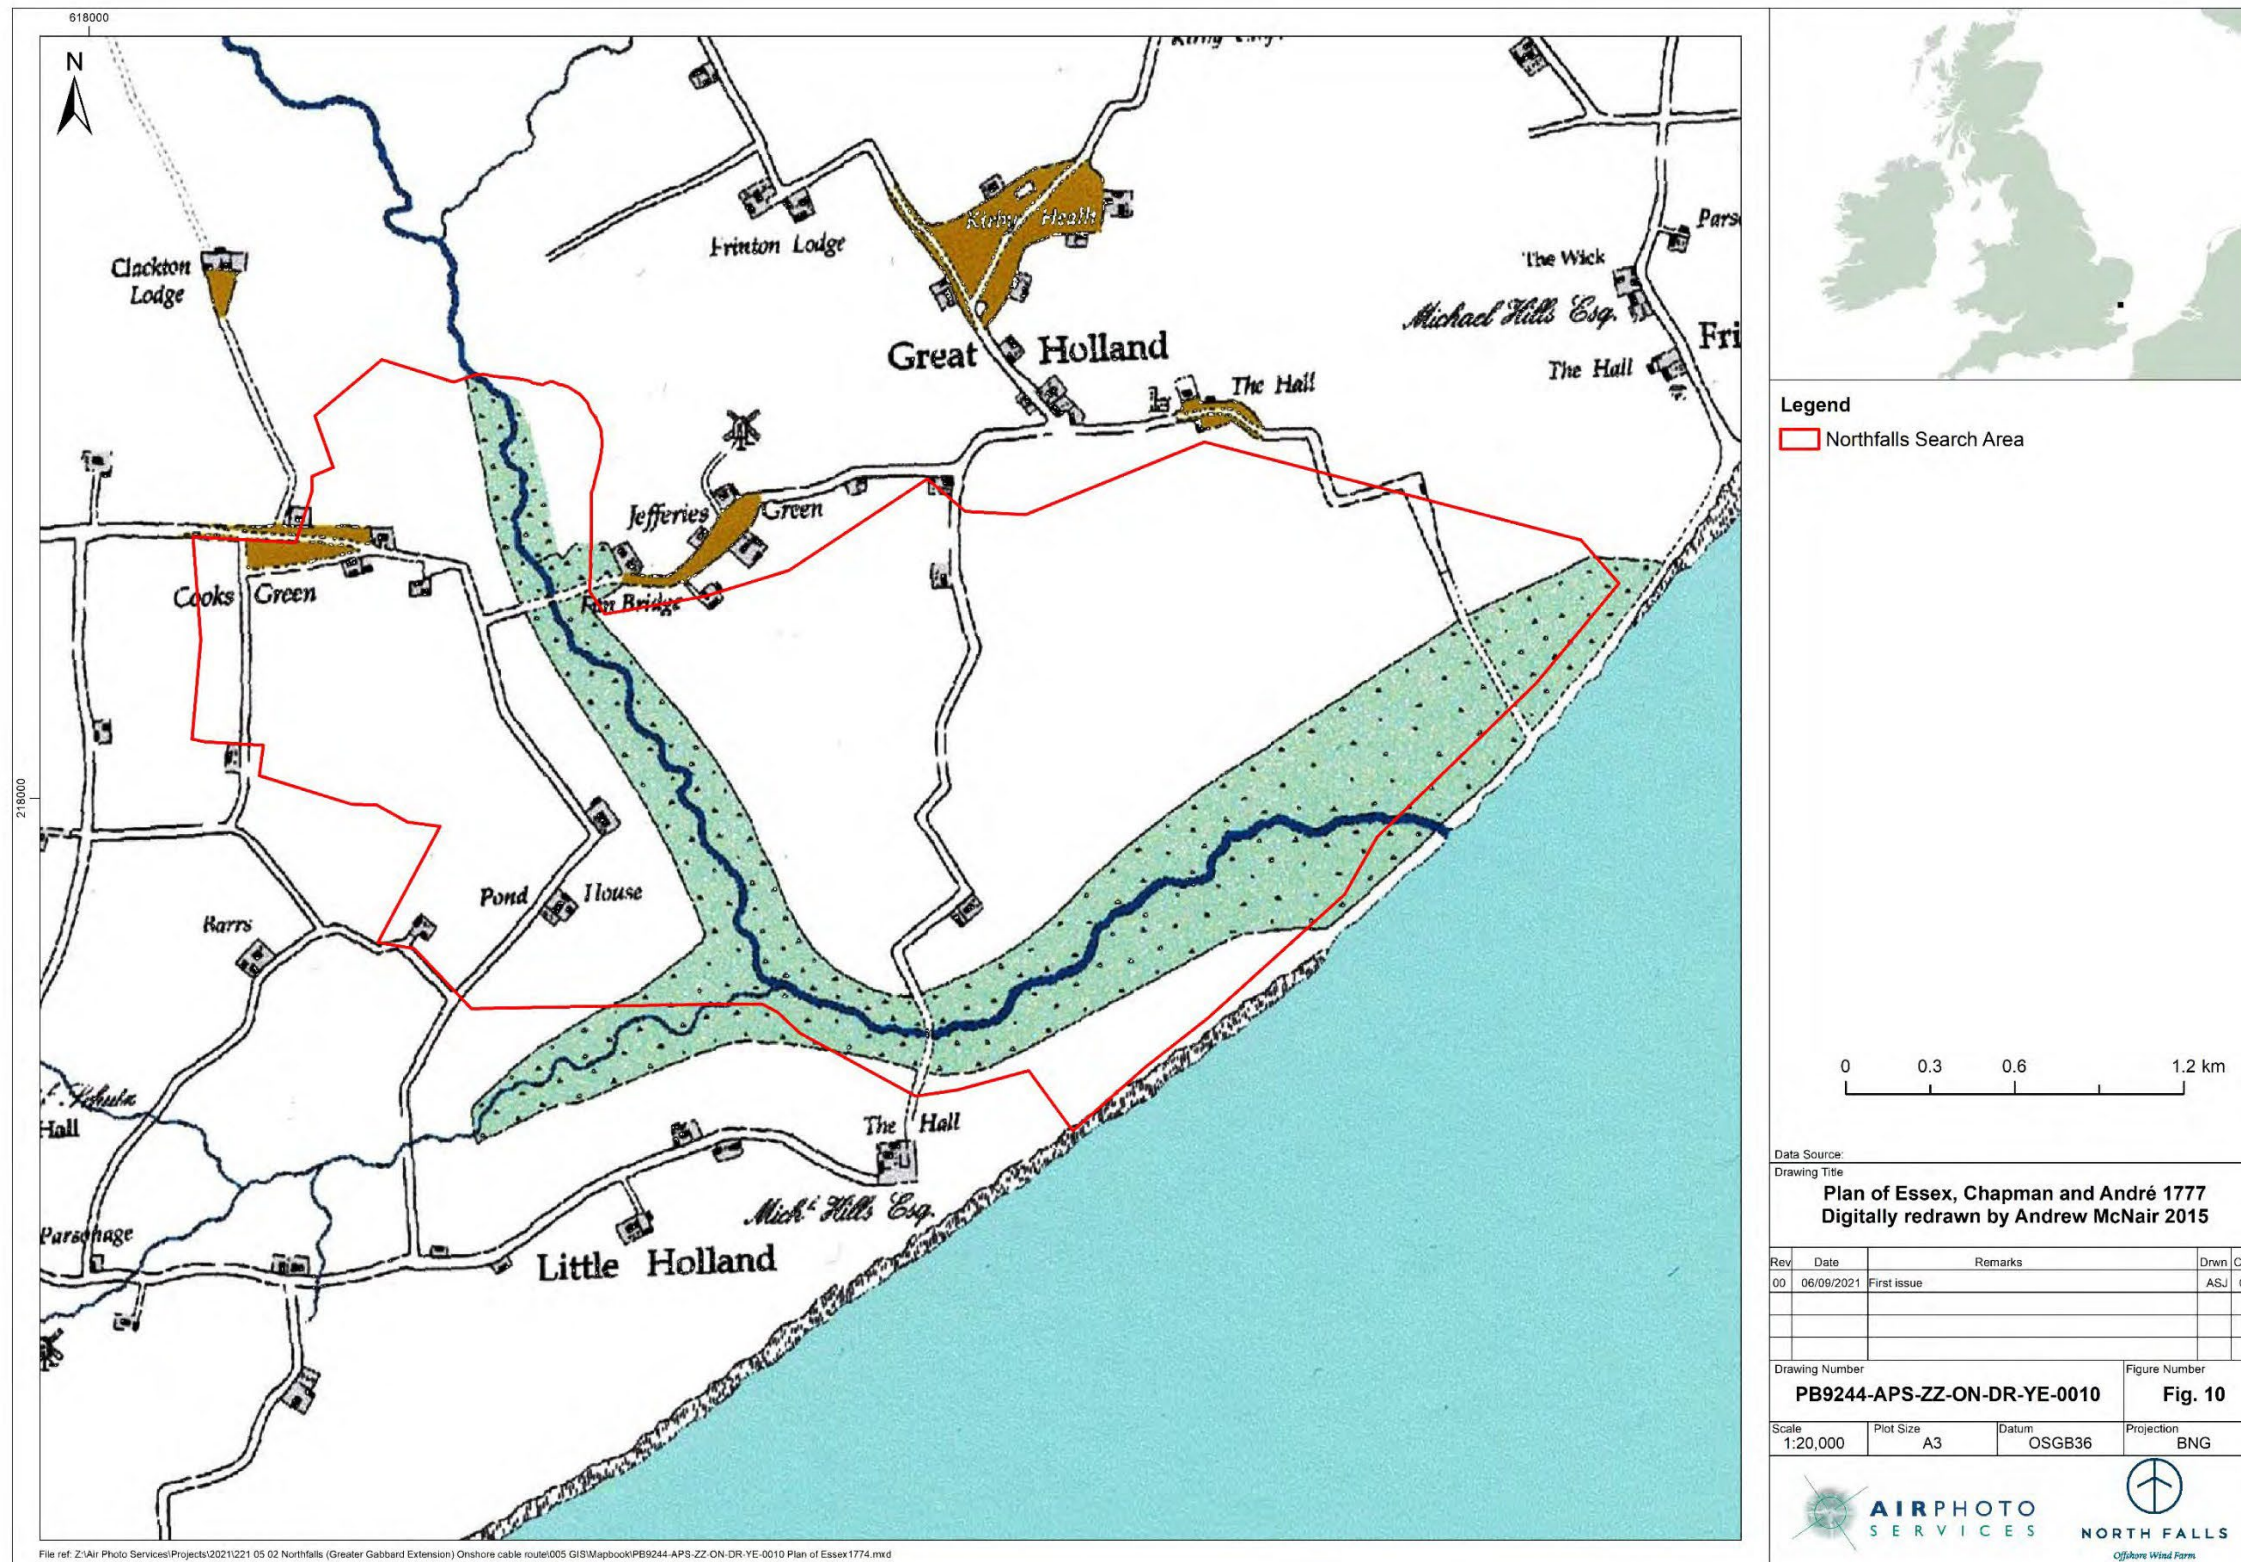 618000
N
Kirby
Clackton
Lodge
Frinton Lodge
Kirby Heath
Parso
The Wick
Michael Hills Esq.
Great Holland
Fri
The Hall
The Hall
Jefferies Green
Cooks Green
Fan Bridge
218000
Pond House
Barrs
Hall
The Hall
Parsonage
Mich.l Hills Esq.
Little Holland
Legend
Northfalls Search Area
0 0.3 0.6 1.2 km
Data Source:
Drawing Title
Plan of Essex, Chapman and André 1777
Digitally redrawn by Andrew McNair 2015
Rev Date Remarks Drwn C
00 06/09/2021 First issue ASJ
Drawing Number Figure Number
PB9244-APS-ZZ-ON-DR-YE-0010 Fig. 10
Scale Plot Size Datum Projection
1:20,000 A3 OSGB36 BNG
AIRPHOTO
SERVICES
NORTH FALLS
Offshore Wind Farm
File ref: Z:\Air Photo Services\Projects\2021\221 05 02 Northfalls (Greater Gabbard Extension) Onshore cable route\005 GIS\Mapbook\PB9244-APS-ZZ-ON-DR-YE-0010 Plan of Essex1774.mxd